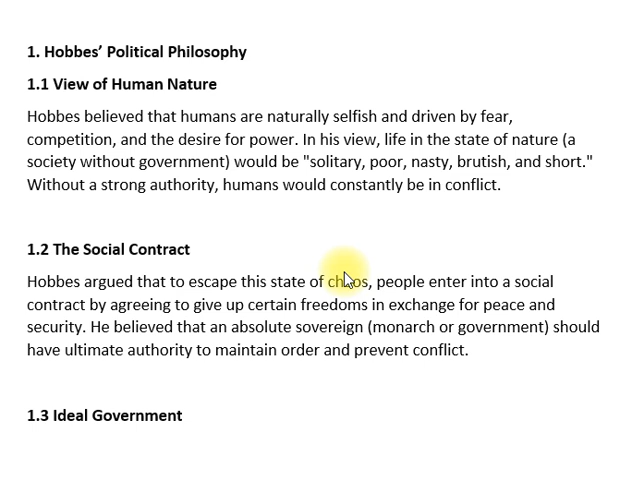 1. Hobbes’ Political Philosophy
1.1 View of Human Nature
Hobbes believed that humans are naturally selfish and driven by fear,
competition, and the desire for power. In his view, life in the state of nature (a
society without government) would be "solitary, poor, nasty, brutish, and short."
Without a strong authority, humans would constantly be in conflict.
1.2 The Social Contract
Hobbes argued that to escape this state of chaos, people enter into a social
contract by agreeing to give up certain freedoms in exchange for peace and
security. He believed that an absolute sovereign (monarch or government) should
have ultimate authority to maintain order and prevent conflict.
1.3 Ideal Government